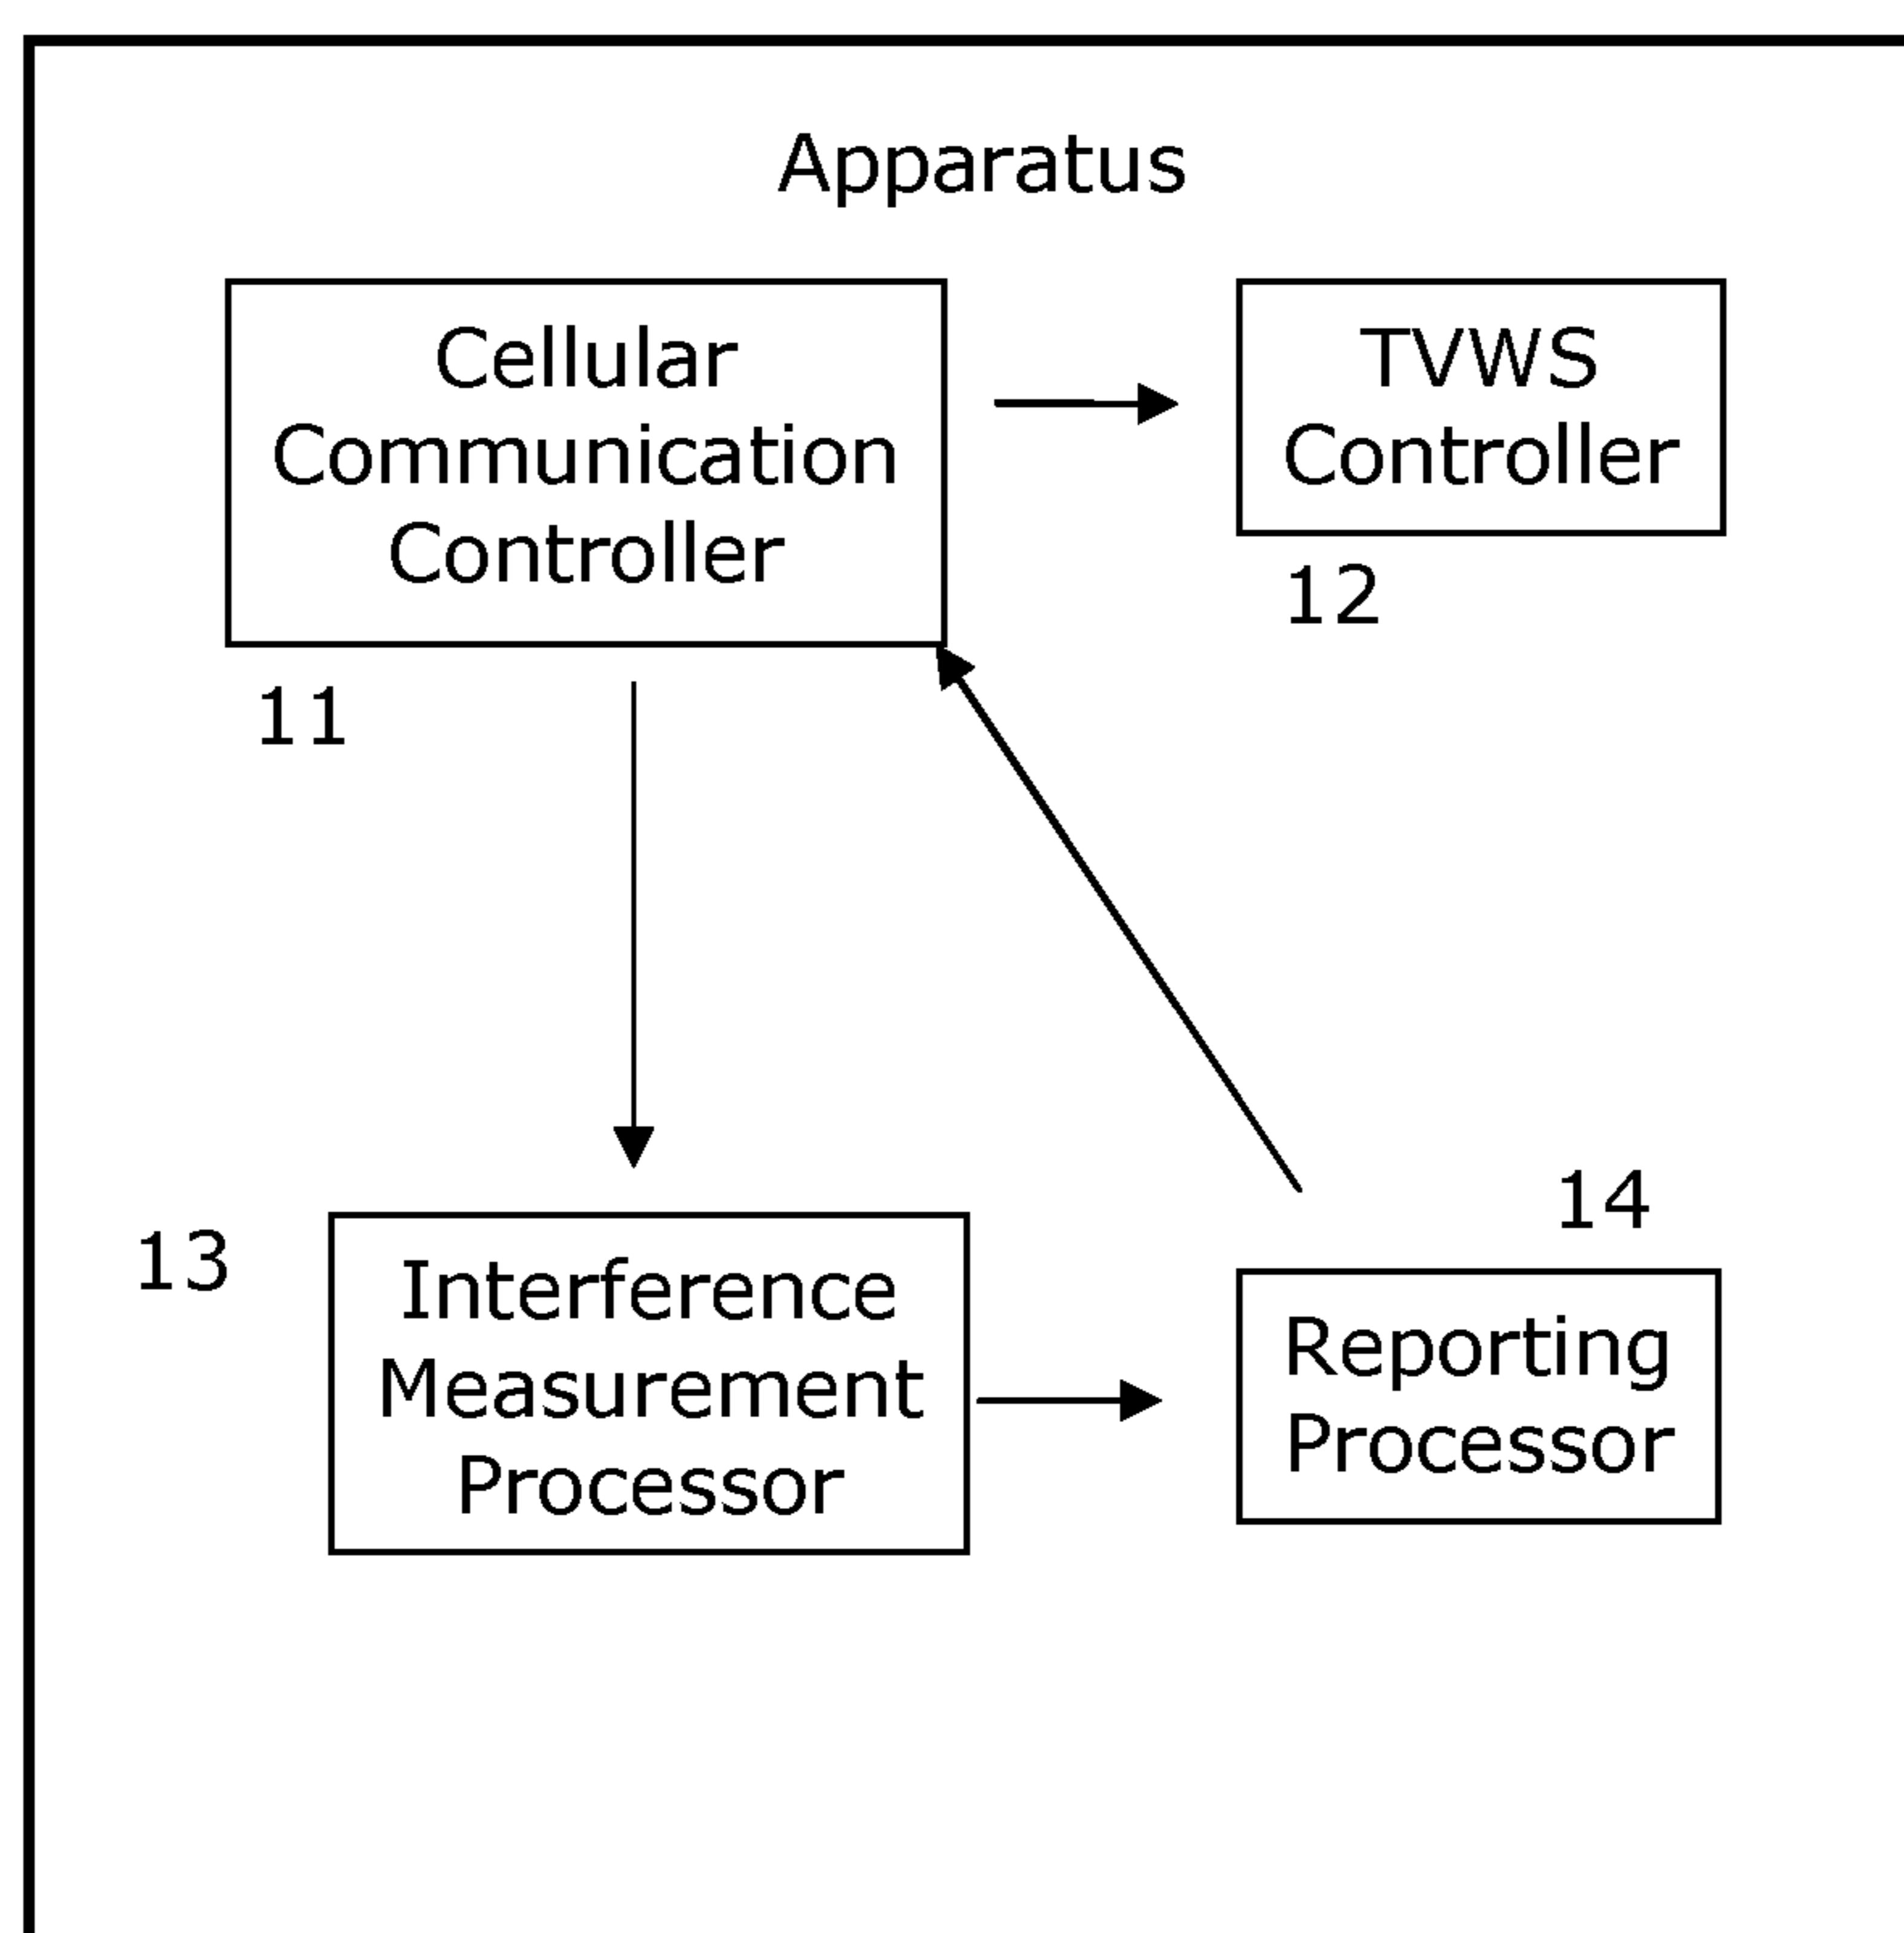 Apparatus
Cellular
Communication
Controller
11
TVWS
Controller
12
13
Interference
Measurement
Processor
14
Reporting
Processor